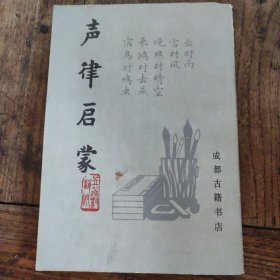 声律启蒙
云对雨
雪对风
晚照对晴空
来鸿对去燕
宿鸟对鸣虫
成都古籍书店